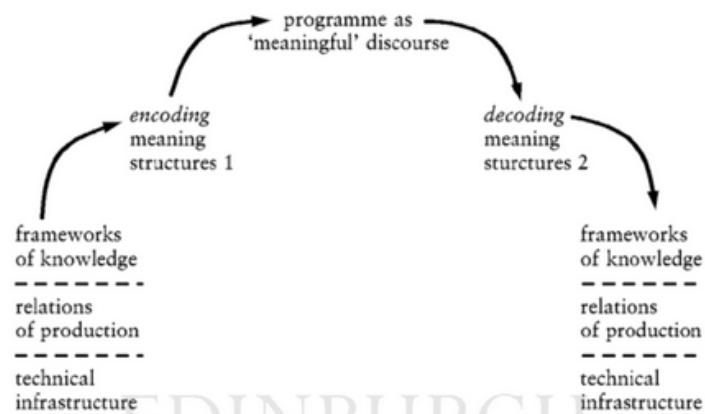 programme as
'meaningful' discourse
encoding
meaning
structures 1
decoding
meaning
sturctures 2
frameworks
of knowledge
relations
of production
technical
infrastructure
frameworks
of knowledge
relations
of production
technical
infrastructure
EDINBURGH